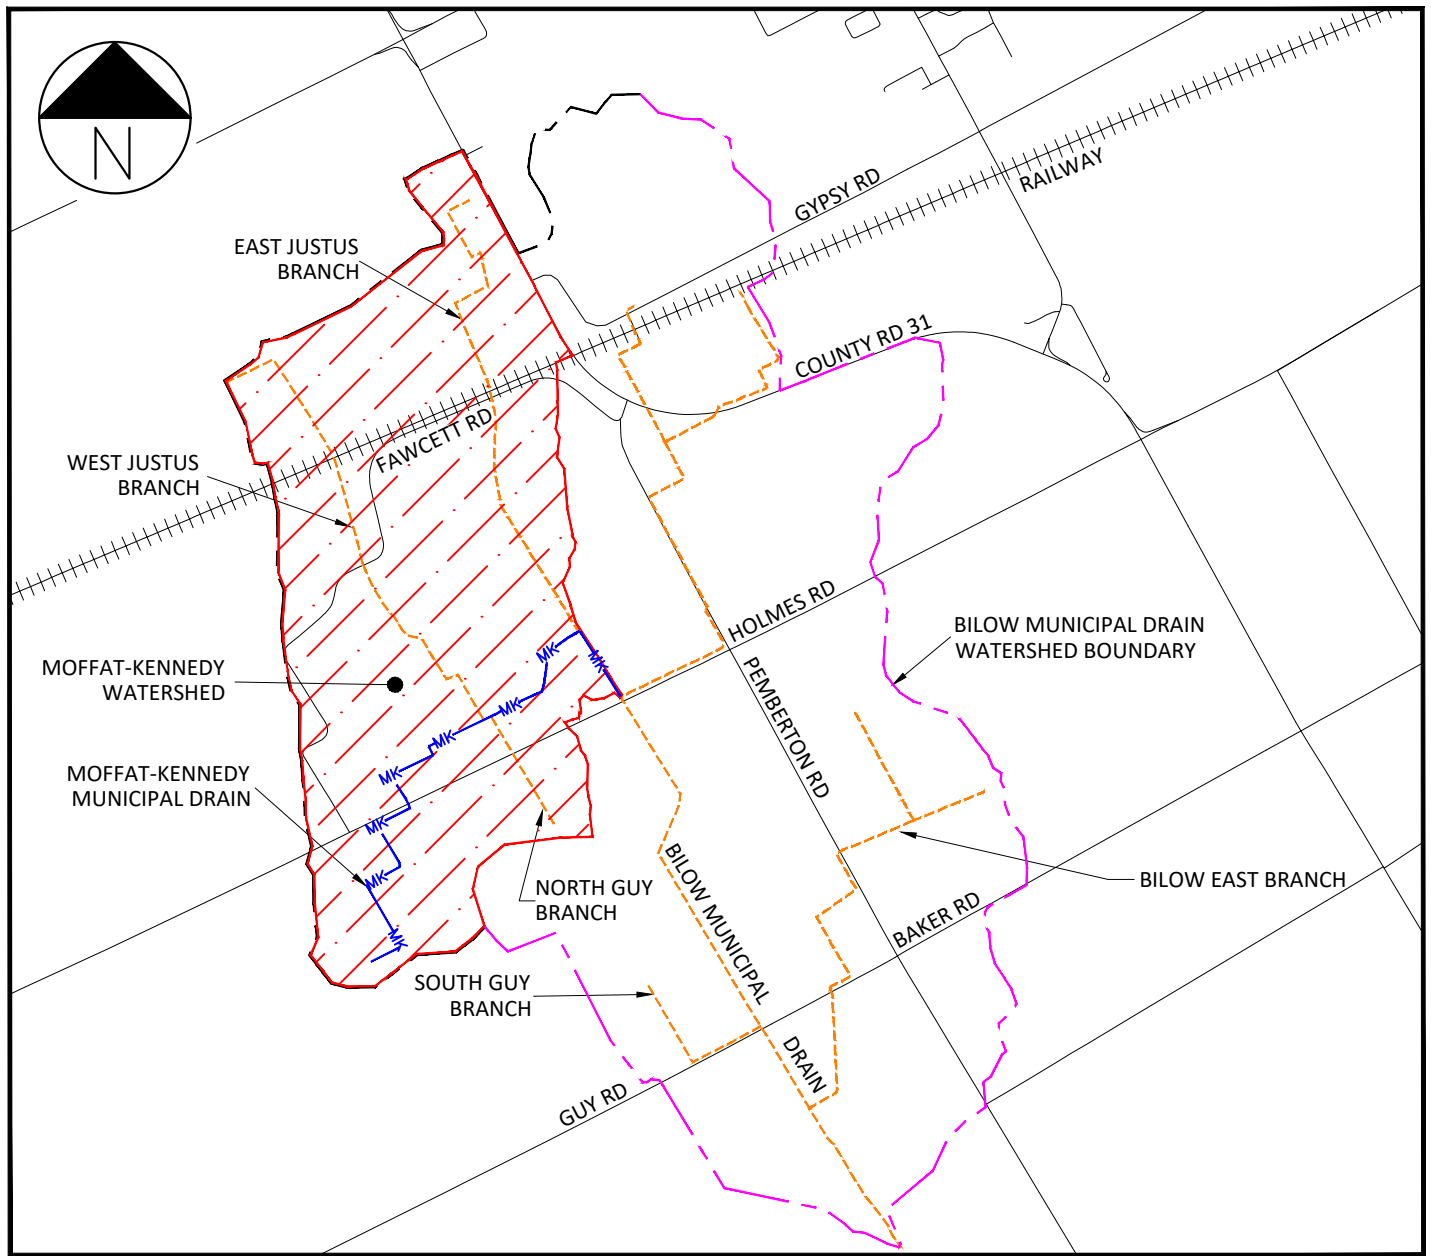 N
GYPSY RD
RAILWAY
EAST JUSTUS
BRANCH
COUNTY RD 31
FAWCETT RD
WEST JUSTUS
BRANCH
HOLMES RD
BILOW MUNICIPAL DRAIN
WATERSHED BOUNDARY
MOFFAT-KENNEDY
WATERSHED
MK
MK
MK
MK
PEMBERTON RD
MOFFAT-KENNEDY
MUNICIPAL DRAIN
MK
MK
MK
MK
BILOW MUNICIPAL
DRAIN
NORTH GUY
BRANCH
BILOW EAST BRANCH
BAKER RD
SOUTH GUY
BRANCH
GUY RD